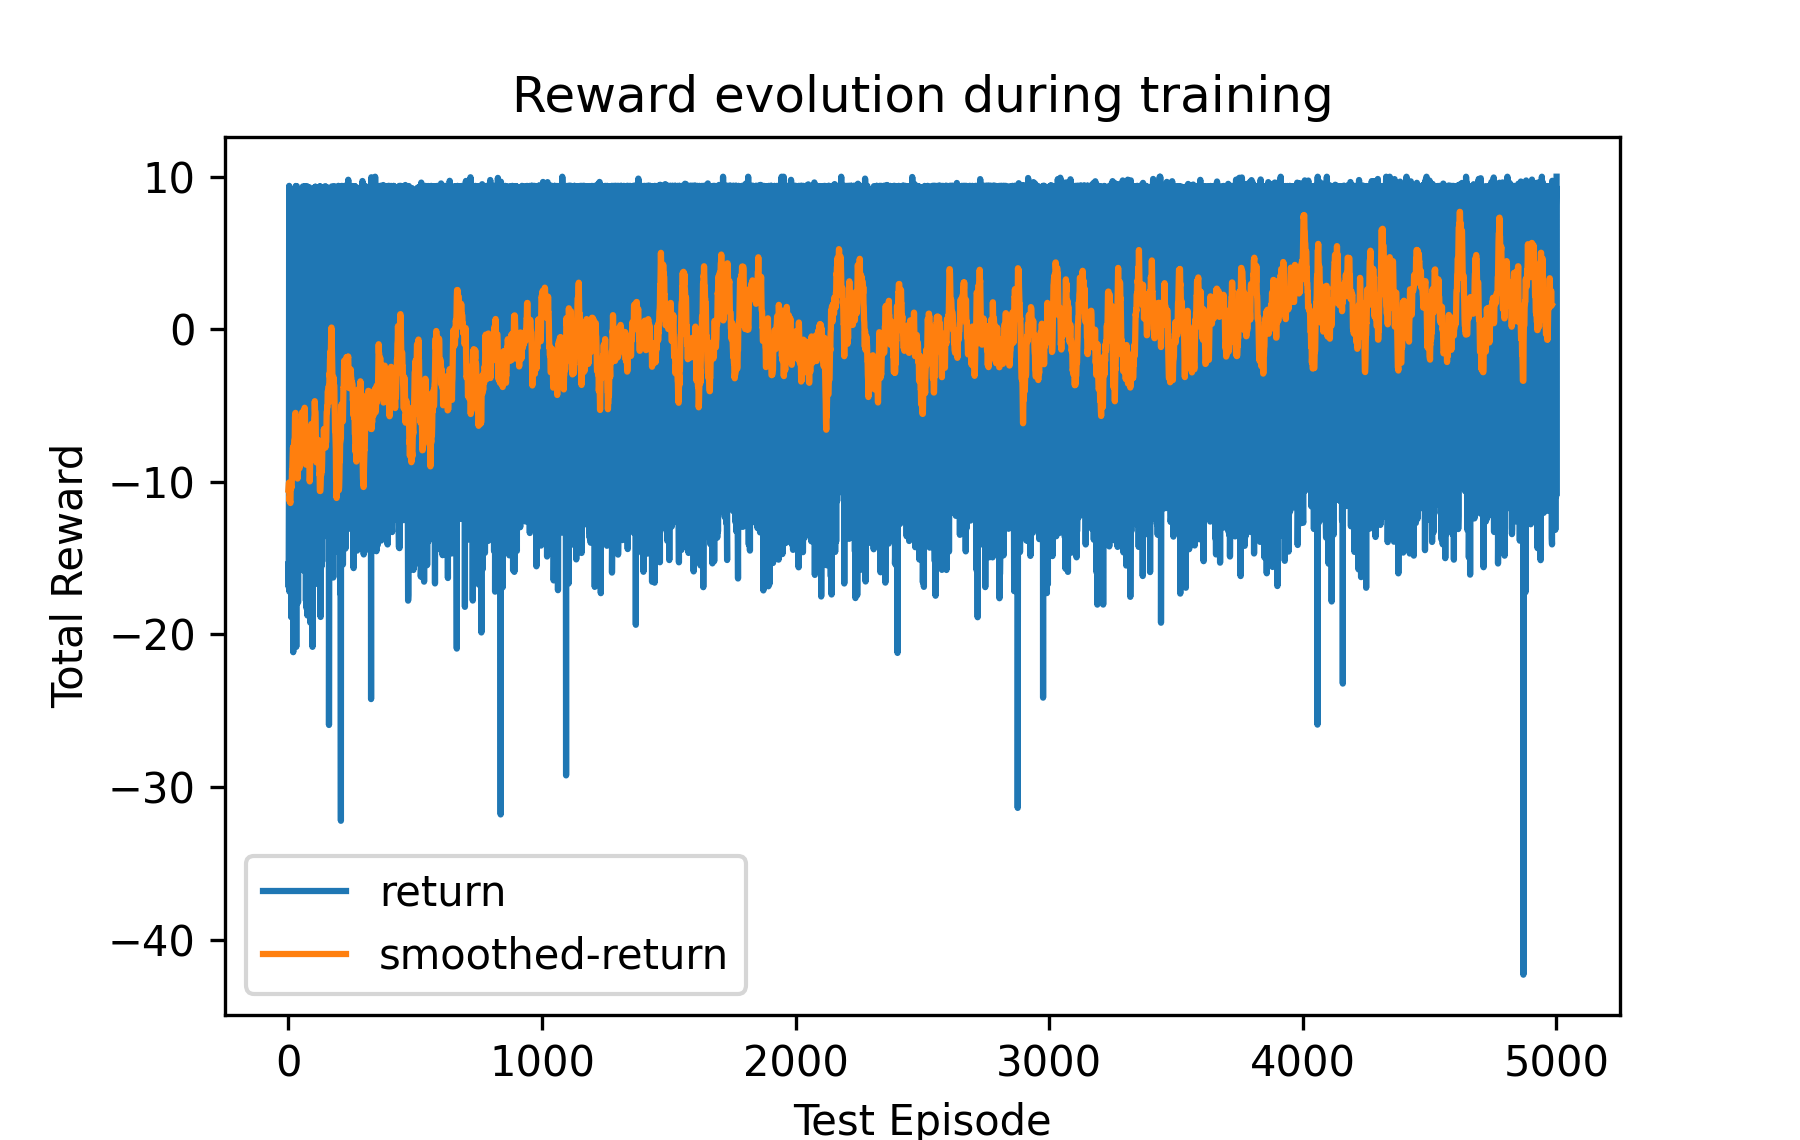 Reward evolution during training
10
0
−10
−20
−30
−40
Total Reward
return
smoothed-return
0 1000 2000 3000 4000 5000
Test Episode